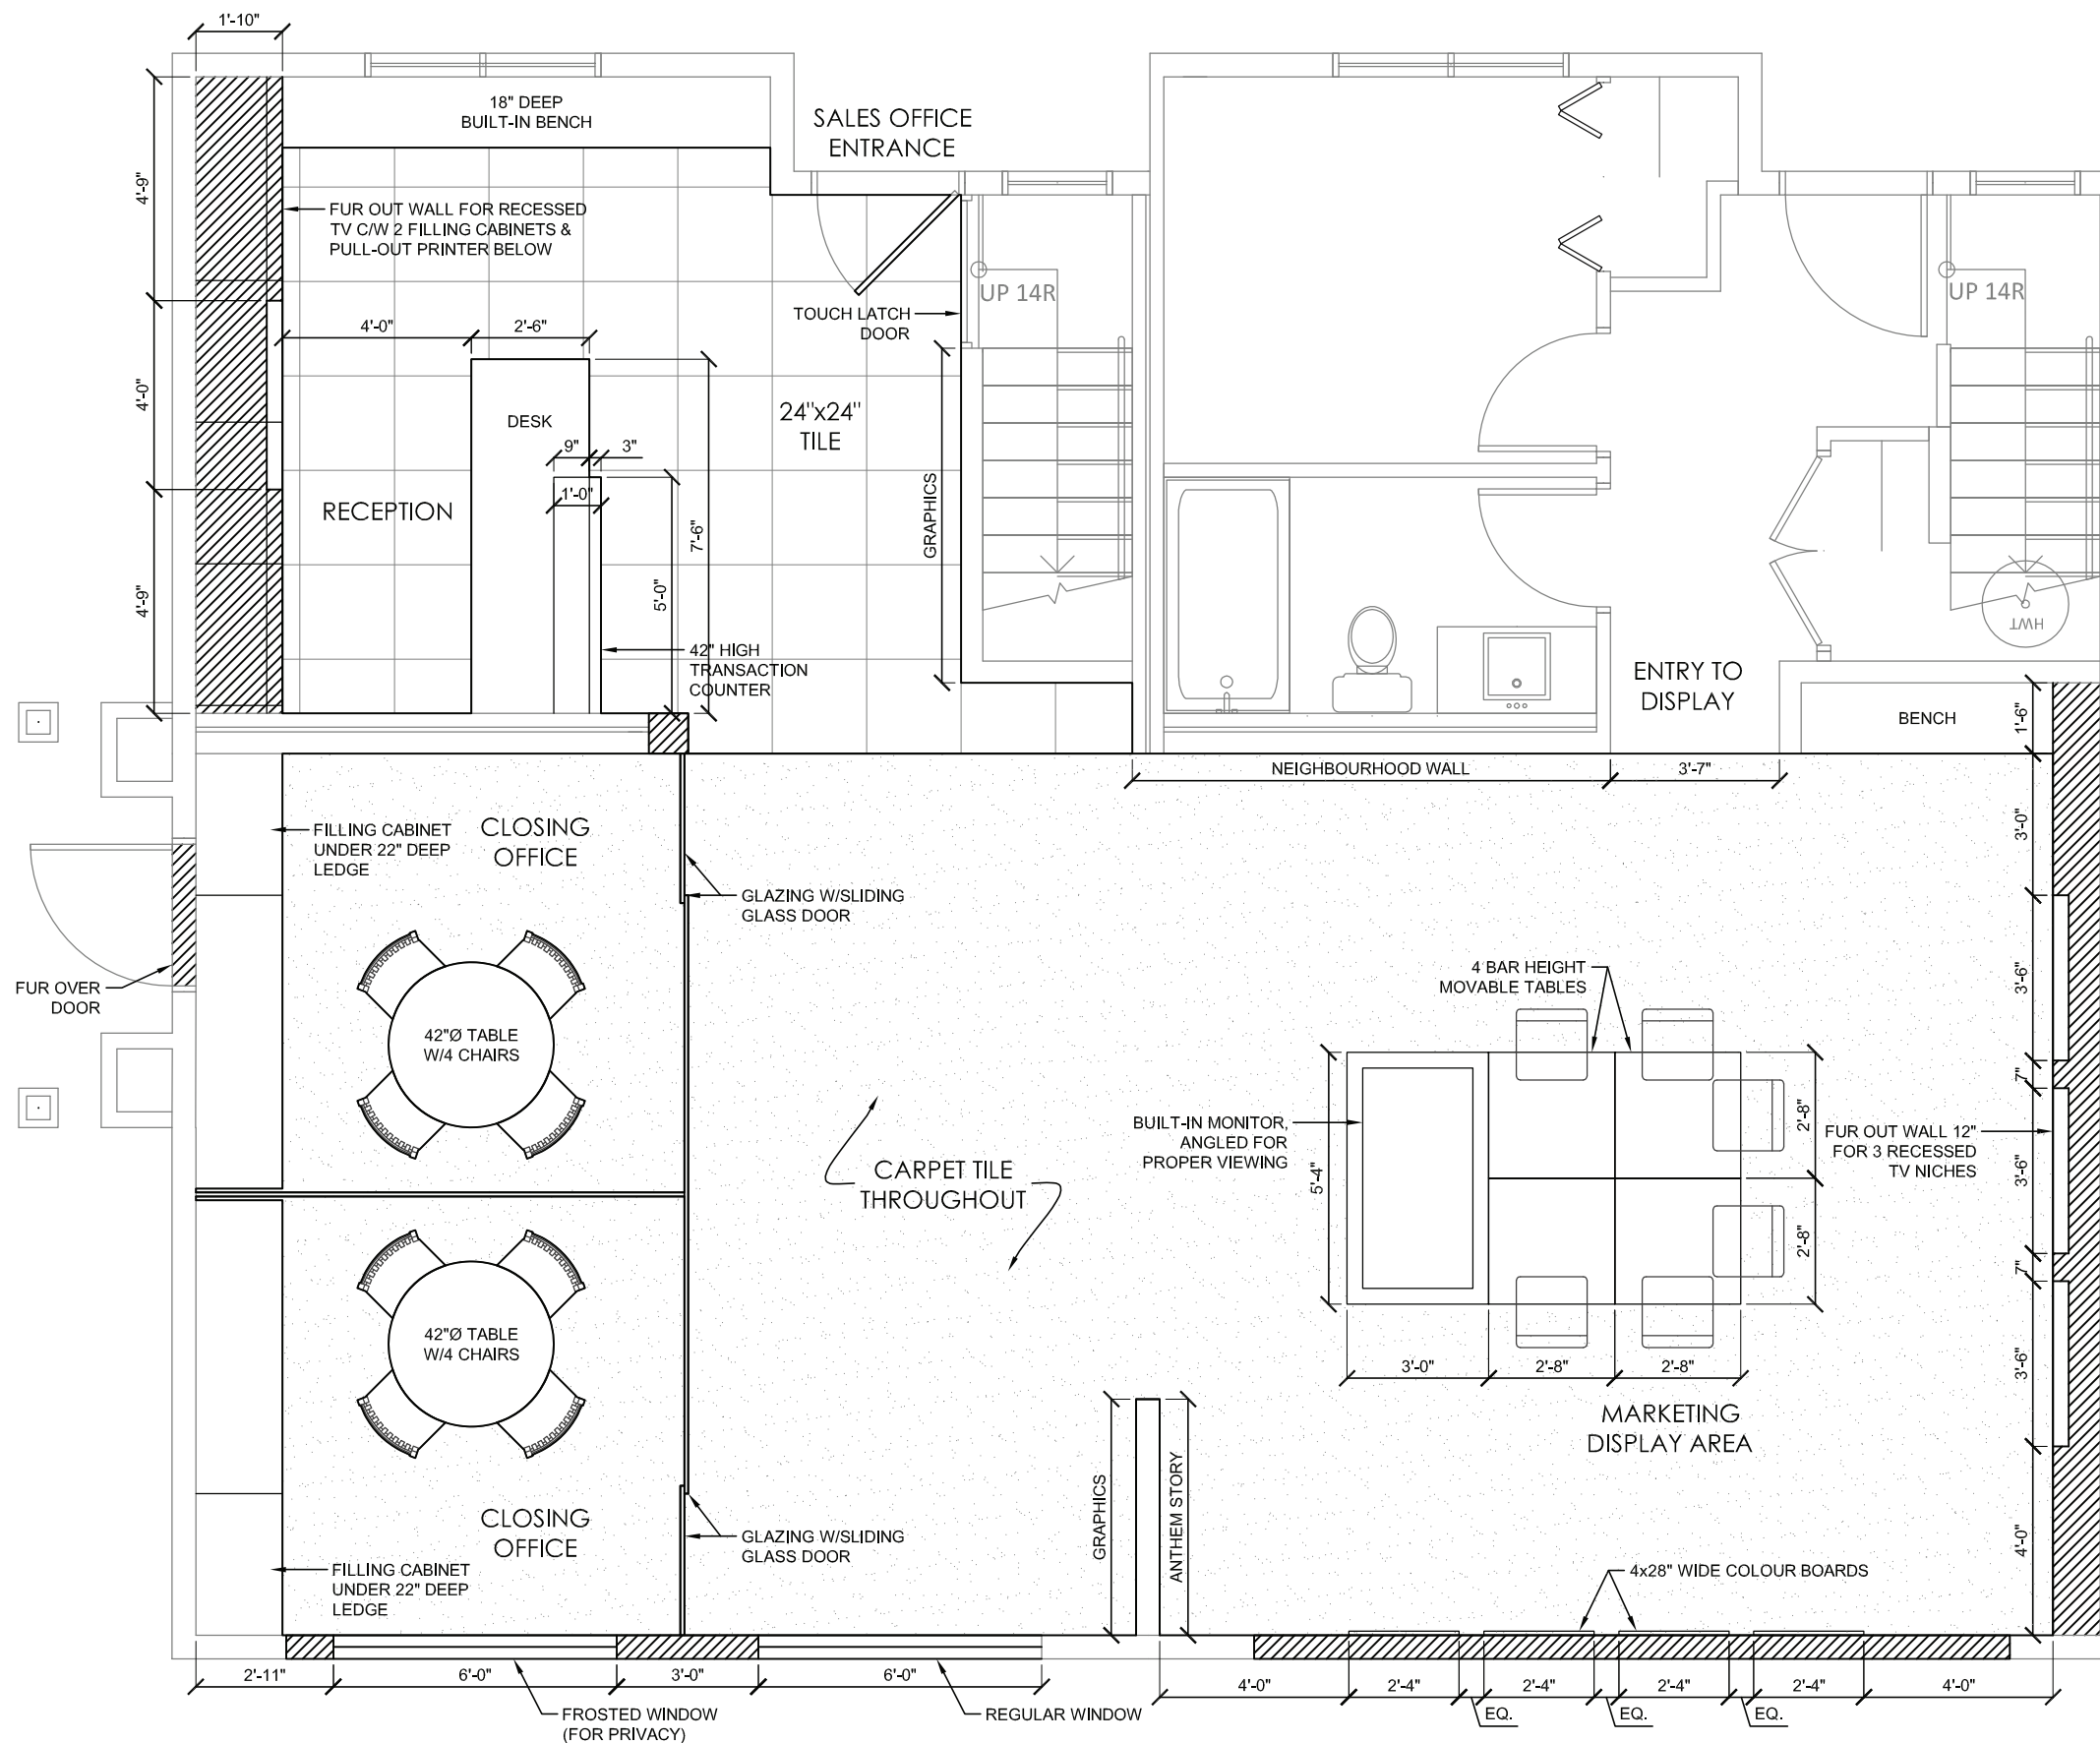 1'-10"
18" DEEP
BUILT-IN BENCH
SALES OFFICE
ENTRANCE
4'-9"
FUR OUT WALL FOR RECESSED
TV C/W 2 FILLING CABINETS &
PULL-OUT PRINTER BELOW
UP 14R
UP 14R
TOUCH LATCH
DOOR
4'-0"
2'-6"
4'-0"
DESK
24"x24"
TILE
9"
3"
1'-0"
RECEPTION
GRAPHICS
7'-6"
5'-0"
4'-9"
HWT
42" HIGH
TRANSACTION
COUNTER
ENTRY TO
DISPLAY
BENCH
1'-6"
NEIGHBOURHOOD WALL
3'-7"
FILLING CABINET
UNDER 22" DEEP
LEDGE
CLOSING
OFFICE
3'-0"
GLAZING W/SLIDING
GLASS DOOR
FUR OVER
DOOR
4 BAR HEIGHT
MOVABLE TABLES
3'-6"
42"Ø TABLE
W/4 CHAIRS
7"
BUILT-IN MONITOR,
ANGLED FOR
PROPER VIEWING
2'-8"
FUR OUT WALL 12"
FOR 3 RECESSED
TV NICHES
CARPET TILE
THROUGHOUT
5'-4"
3'-6"
2'-8"
7"
42"Ø TABLE
W/4 CHAIRS
3'-0"
2'-8"
2'-8"
3'-6"
MARKETING
DISPLAY AREA
GRAPHICS
ANTHEM STORY
CLOSING
OFFICE
GLAZING W/SLIDING
GLASS DOOR
4'-0"
FILLING CABINET
UNDER 22" DEEP
LEDGE
4x28" WIDE COLOUR BOARDS
2'-11"
6'-0"
3'-0"
6'-0"
4'-0"
2'-4"
2'-4"
2'-4"
2'-4"
4'-0"
EQ.
EQ.
EQ.
FROSTED WINDOW
(FOR PRIVACY)
REGULAR WINDOW